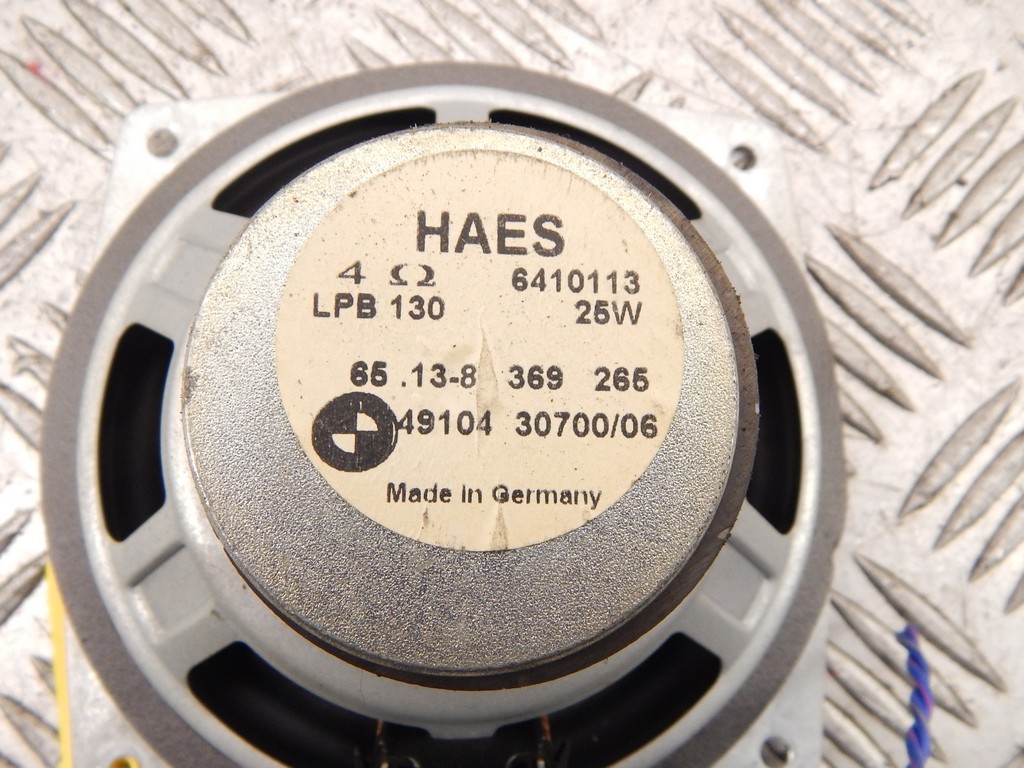 HAES
4 Ω 6410113
LPB 130 25W
65 .13-8 369 265
49104 30700/06
Made in Germany